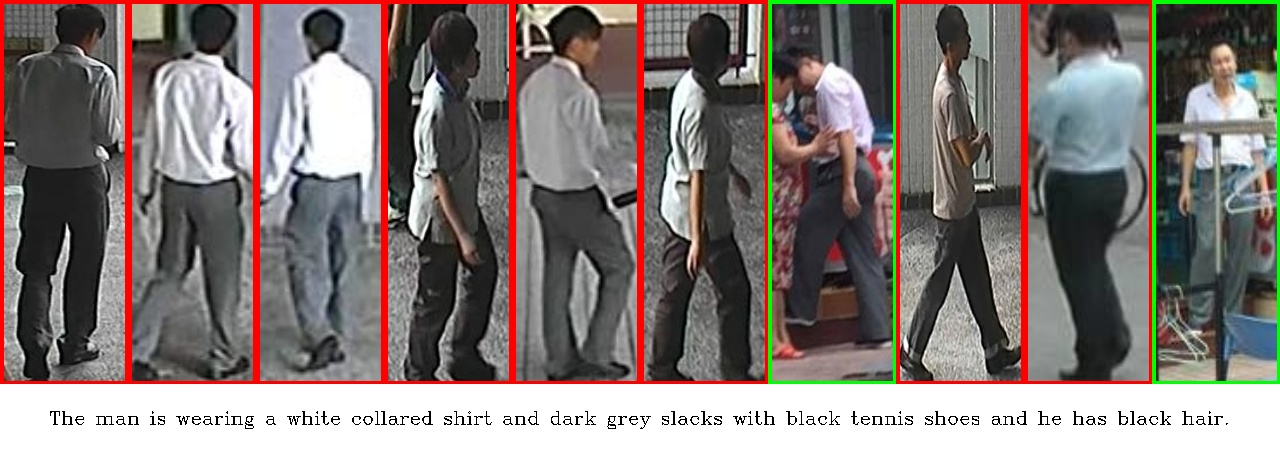 The man is wearing a white collared shirt and dark grey slacks with black tennis shoes and he has black hair.